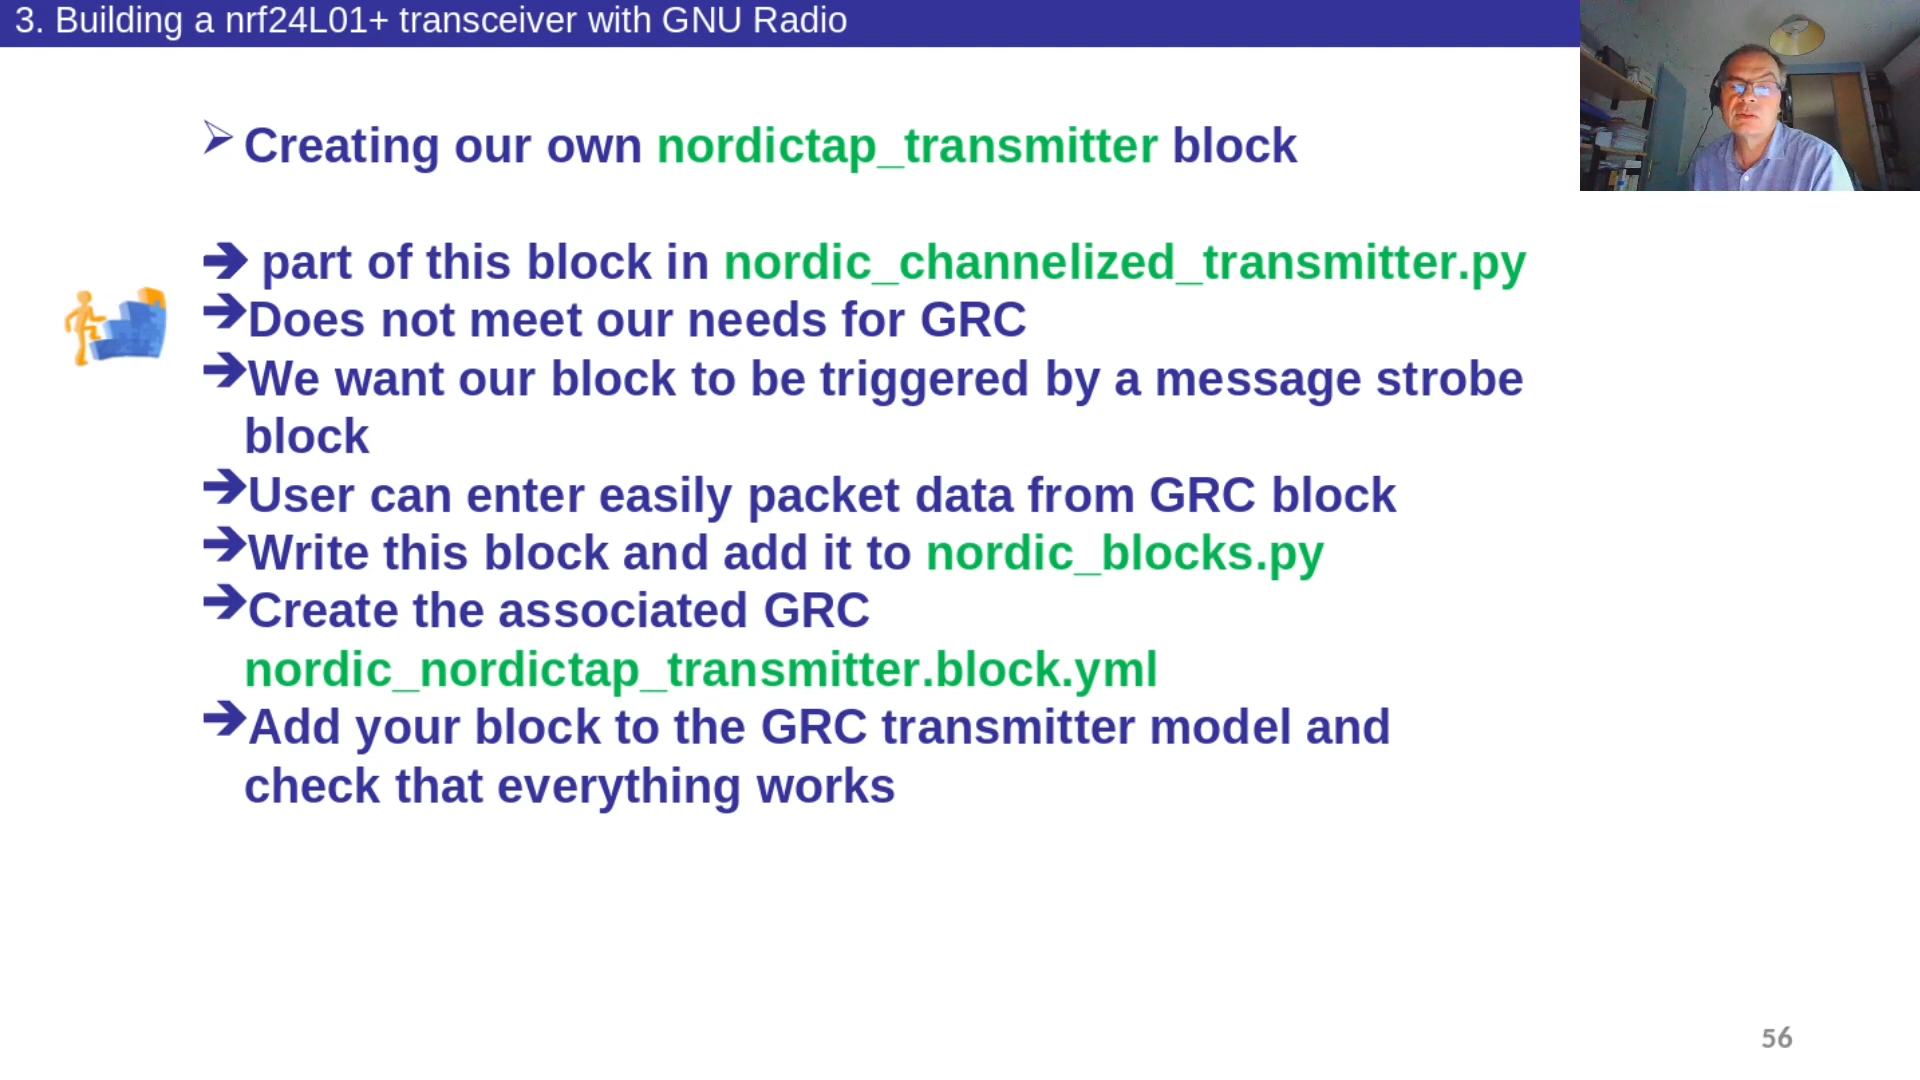 3. Building a nrf24L01+ transceiver with GNU Radio
Creating our own nordictap_transmitter block
part of this block in nordic_channelized_transmitter.py
Does not meet our needs for GRC
We want our block to be triggered by a message strobe
block
User can enter easily packet data from GRC block
Write this block and add it to nordic_blocks.py
Create the associated GRC
nordic_nordictap_transmitter.block.yml
Add your block to the GRC transmitter model and
check that everything works
56